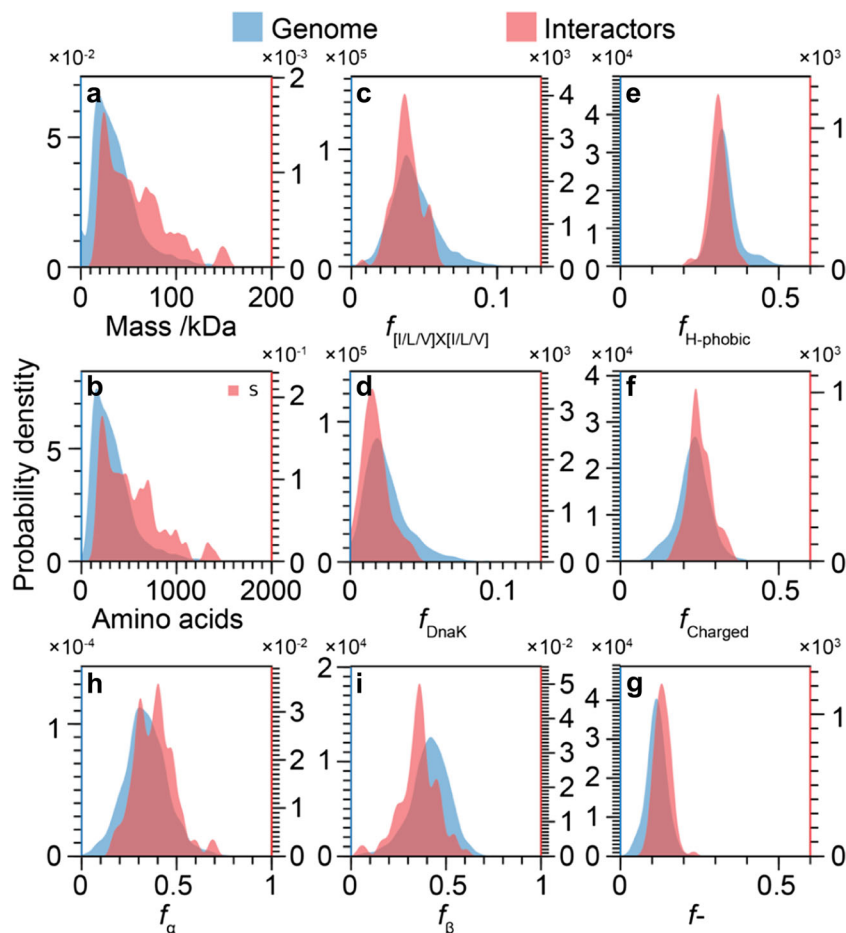 Genome Interactors
×10⁻² ×10⁻³ ×10⁵ ×10³ ×10⁴ ×10³
a c e
5 0
2 1 0
1 0
4 3 2 1 0
4 3 2 1 0
1 0
0 100 200
0 0.1
0 0.5
Mass /kDa f[I/L/V]X[I/L/V] fH-phobic
×10⁻¹ ×10⁵ ×10³ ×10⁴ ×10³
b S d f
5 0
2 1 0
1 0
3 2 1 0
4 3 2 1 0
1 0
0 1000 2000
0 0.1
0 0.5
Probability denstity
Amino acids fDnaK fCharged
×10⁻⁴ ×10⁻² ×10⁴ ×10⁻² ×10⁴ ×10³
h i g
1 0
3 2 1 0
2 1 0
5 4 3 2 1 0
4 3 2 1 0
1 0
0 0.5 1
0 0.5 1
0 0.5
fα fβ f-